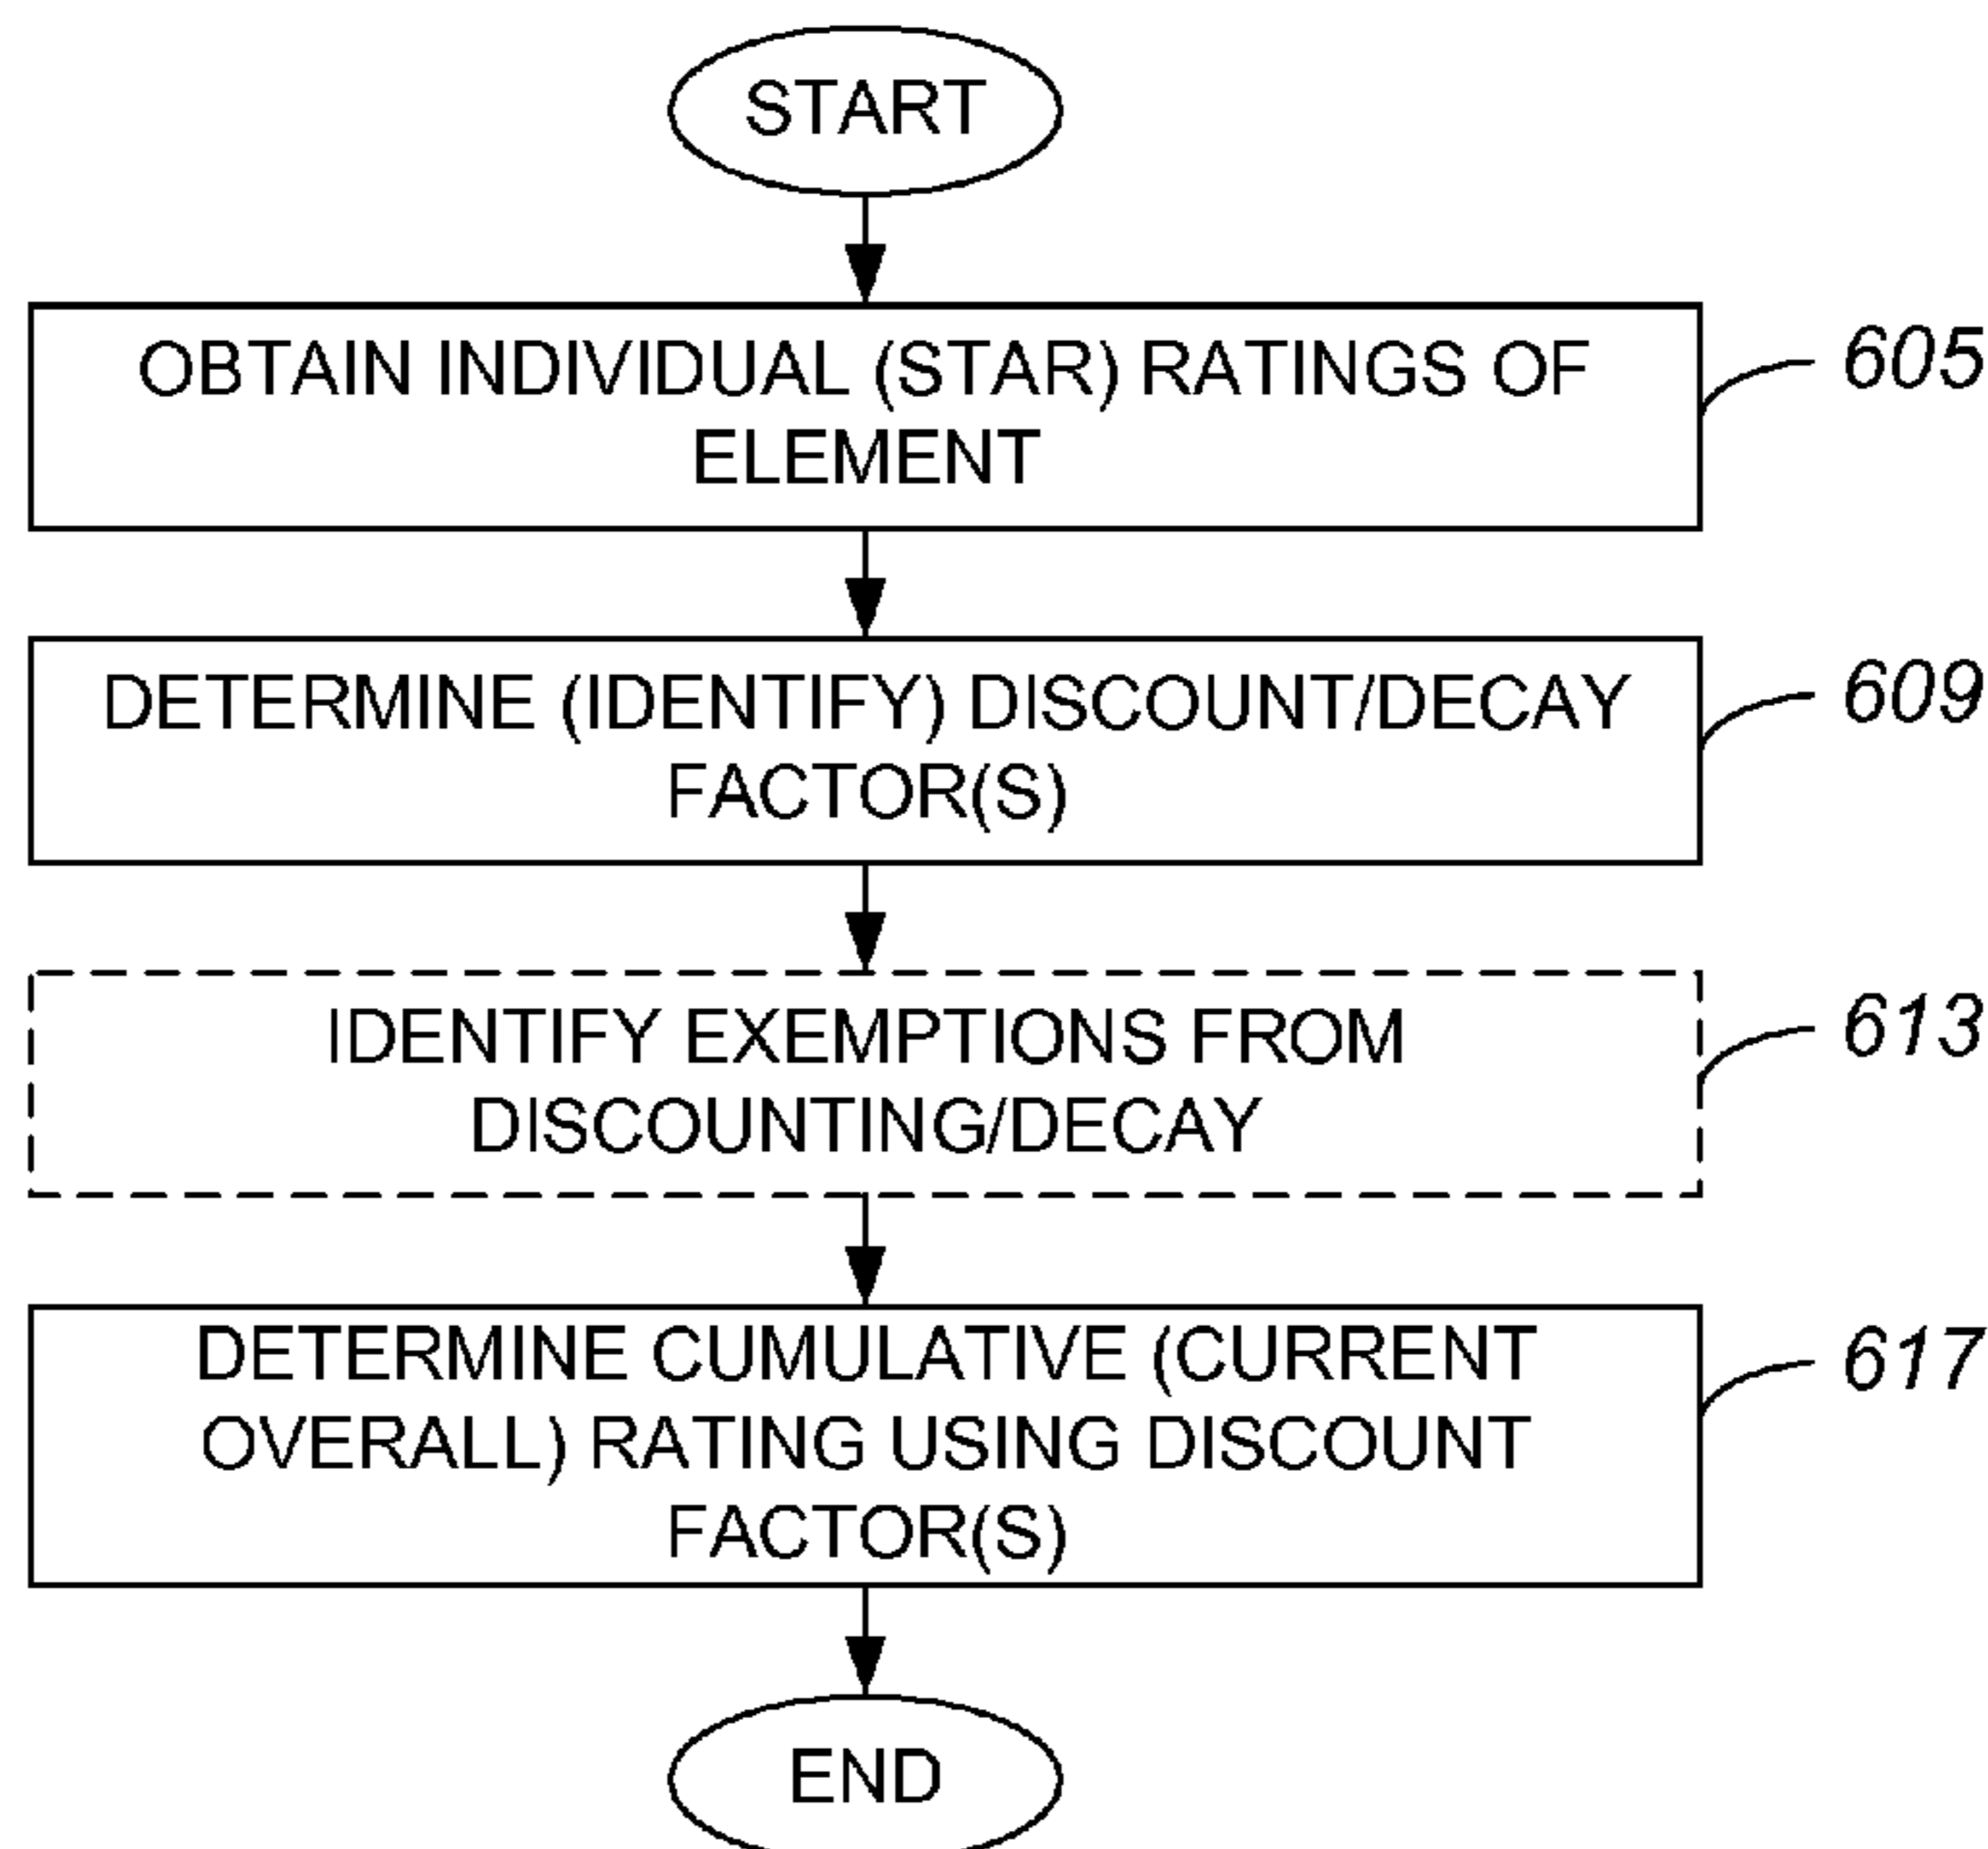 START
OBTAIN INDIVIDUAL (STAR) RATINGS OF
ELEMENT
605
DETERMINE (IDENTIFY) DISCOUNT/DECAY
FACTOR(S)
609
IDENTIFY EXEMPTIONS FROM
DISCOUNTING/DECAY
613
DETERMINE CUMULATIVE (CURRENT
OVERALL) RATING USING DISCOUNT
FACTOR(S)
617
END